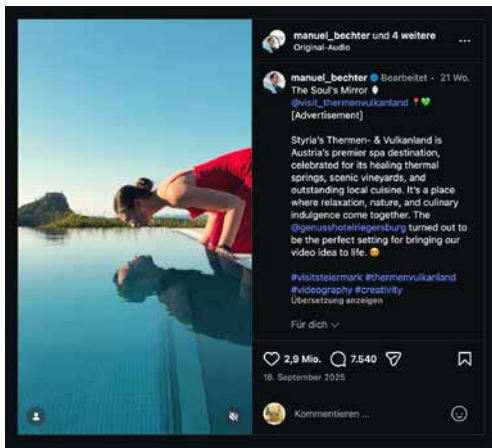 manuel_bechter und 4 weitere
Original-Audio
manuel_bechter Bearbeitet • 21 Wo.
The Soul's Mirror
@visit_thermenvulkanland
[Advertisement]
Styria's Thermen- & Vulkanland is
Austria's premier spa destination,
celebrated for its healing thermal
springs, scenic vineyards, and
outstanding local cuisine. It's a place
where relaxation, nature, and culinary
indulgence come together. The
@genusshotelriegersburg turned out to
be the perfect setting for bringing our
video idea to life.
#visitsteiermark #thermenvulkanland
#videography #creativity
Übersetzung anzeigen
Für dich
2,9 Mio. 7.540
18. September 2025
Kommentieren ...